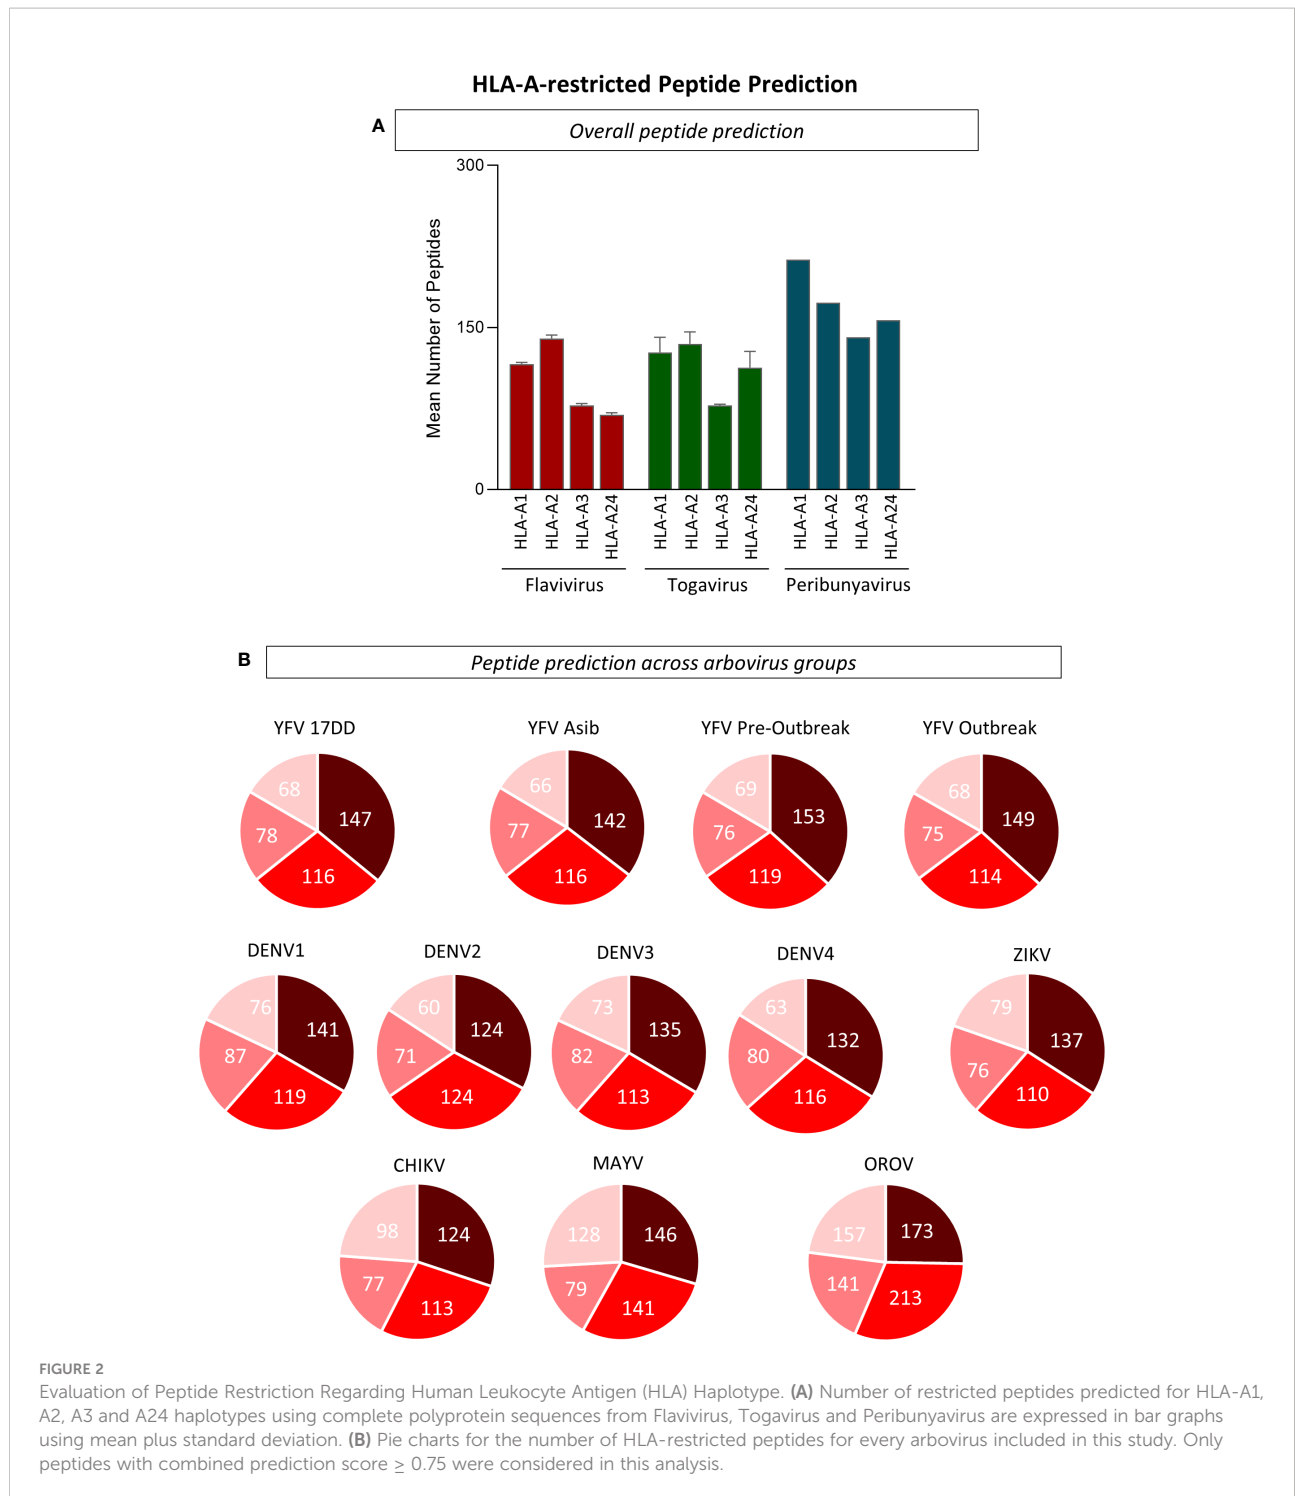 HLA-A-restricted Peptide Prediction
A
Overall peptide prediction
300
150
0
Mean Number of Peptides
HLA-A1
HLA-A2
HLA-A3
HLA-A24
HLA-A1
HLA-A2
HLA-A3
HLA-A24
HLA-A1
HLA-A2
HLA-A3
HLA-A24
Flavivirus
Togavirus
Peribunyavirus
B
Peptide prediction across arbovirus groups
YFV 17DD
YFV Asib
YFV Pre-Outbreak
YFV Outbreak
68
147
78
116
66
142
77
116
69
153
76
119
68
149
75
114
DENV1
DENV2
DENV3
DENV4
ZIKV
76
141
87
119
60
124
71
124
73
135
82
113
63
132
80
116
79
137
76
110
CHIKV
MAYV
OROV
98
124
77
113
128
146
79
141
157
173
141
213
FIGURE 2
Evaluation of Peptide Restriction Regarding Human Leukocyte Antigen (HLA) Haplotype. (A) Number of restricted peptides predicted for HLA-A1,
A2, A3 and A24 haplotypes using complete polyprotein sequences from Flavivirus, Togavirus and Peribunyavirus are expressed in bar graphs
using mean plus standard deviation. (B) Pie charts for the number of HLA-restricted peptides for every arbovirus included in this study. Only
peptides with combined prediction score ≥ 0.75 were considered in this analysis.